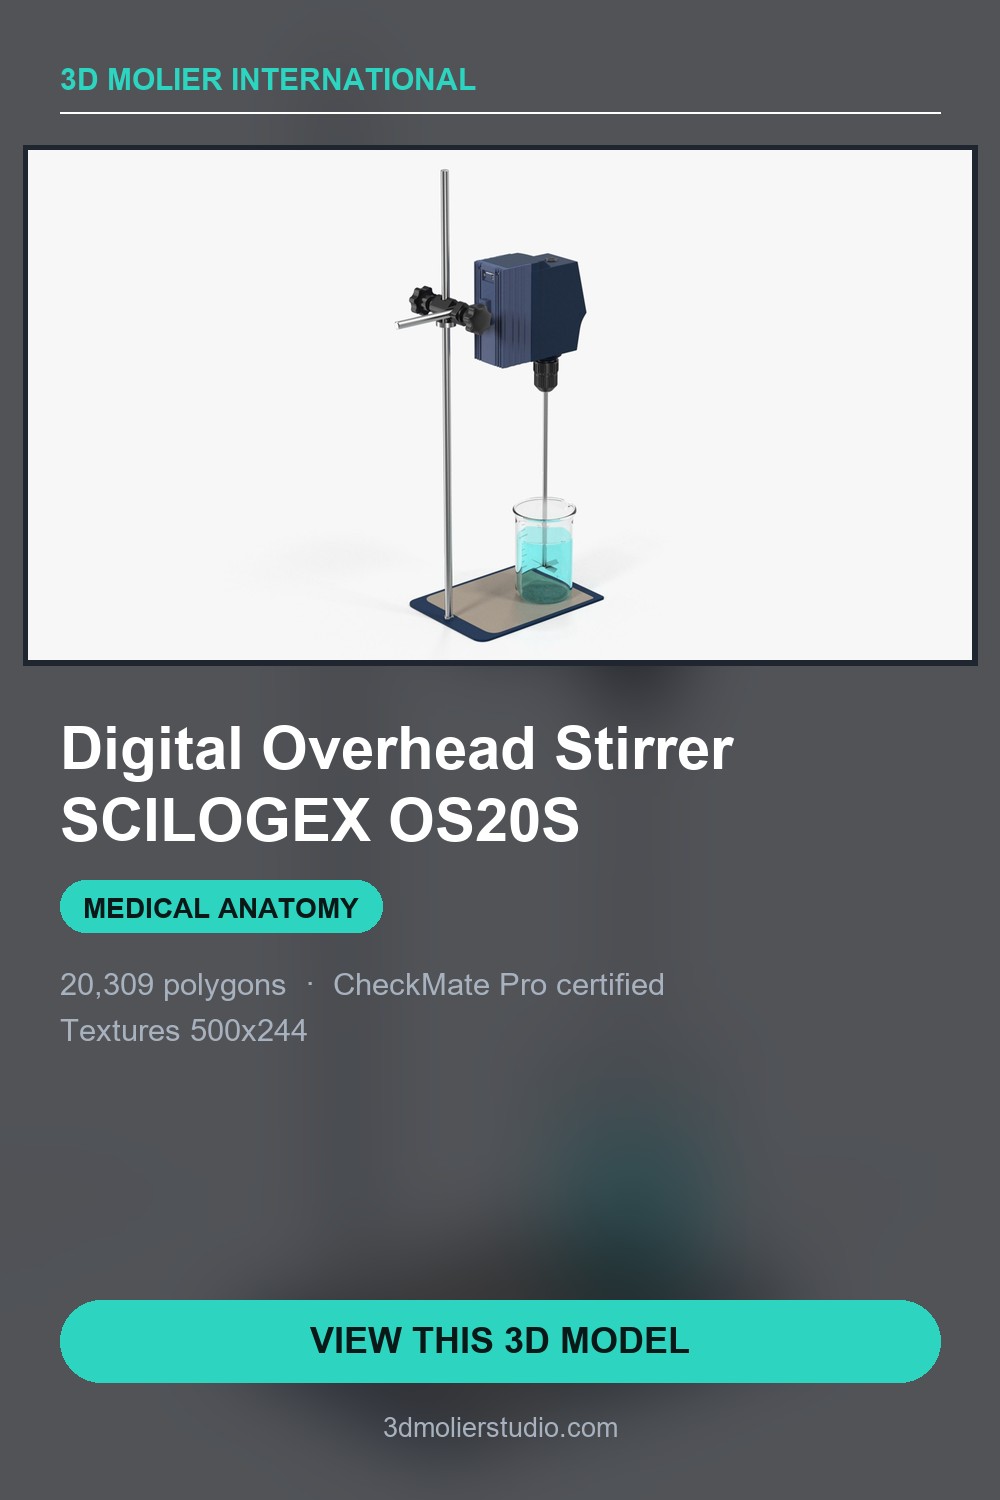 3D MOLIER INTERNATIONAL
Digital Overhead Stirrer
SCILOGEX OS20S
MEDICAL ANATOMY
20,309 polygons · CheckMate Pro certified
Textures 500x244
VIEW THIS 3D MODEL
3dmolierstudio.com